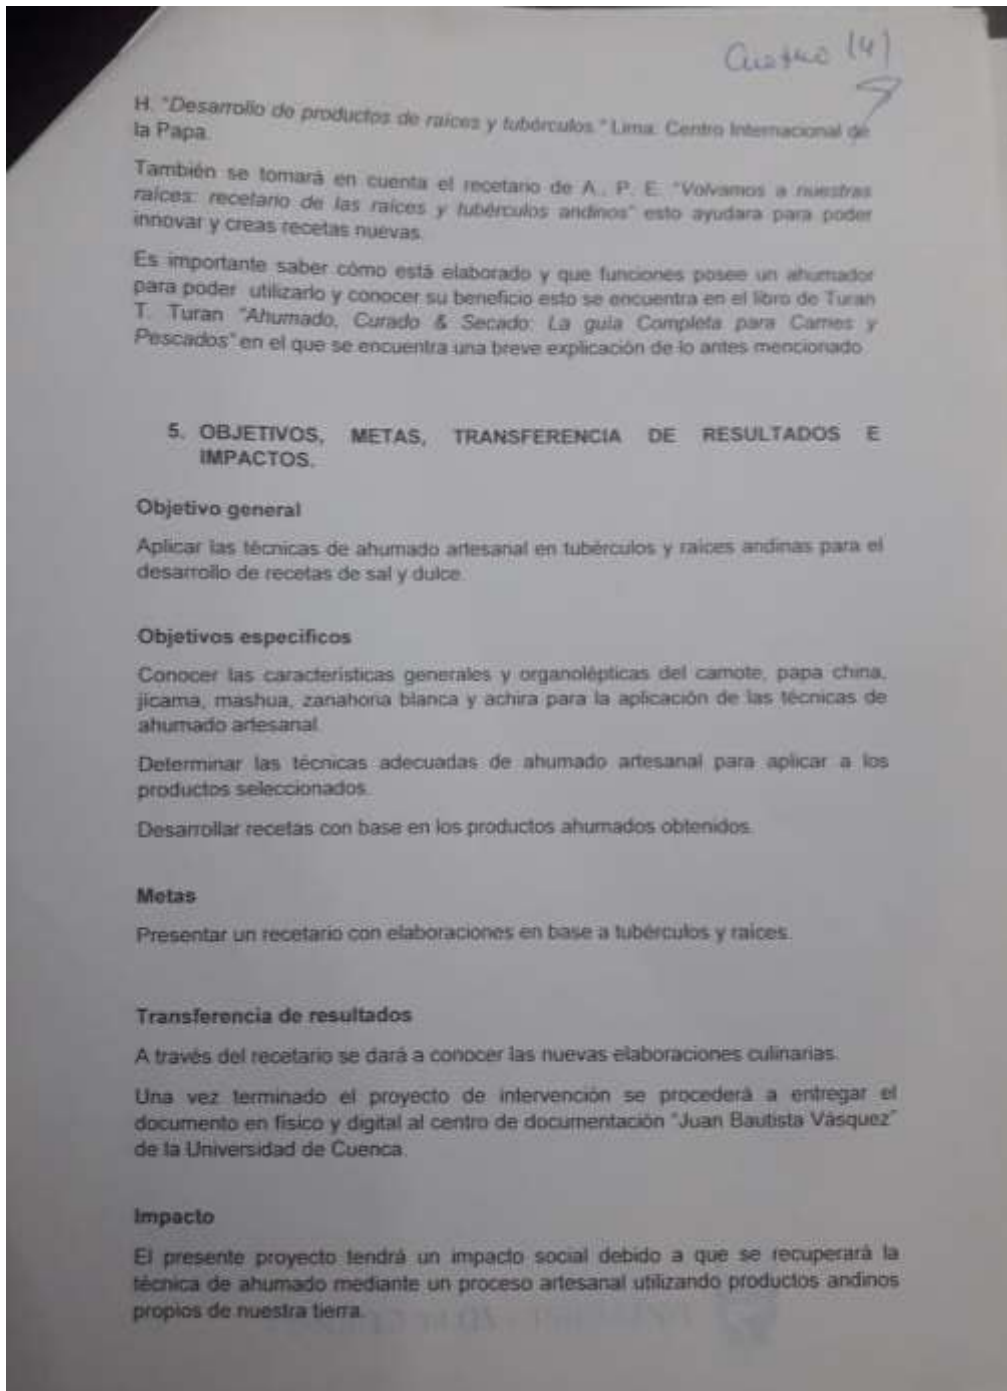 Cuatro (4)
H. "Desarrollo de productos de raíces y tubérculos." Lima: Centro Internacional de
la Papa.
También se tomará en cuenta el recetario de A., P. E. "Volvamos a nuestras
raíces: recetario de las raíces y tubérculos andinos" esto ayudara para poder
innovar y creas recetas nuevas.
Es importante saber cómo está elaborado y que funciones posee un ahumador
para poder utilizarlo y conocer su beneficio esto se encuentra en el libro de Turan
T. Turan "Ahumado, Curado & Secado: La guía Completa para Carnes y
Pescados" en el que se encuentra una breve explicación de lo antes mencionado
5. OBJETIVOS, METAS, TRANSFERENCIA DE RESULTADOS E
IMPACTOS.
Objetivo general
Aplicar las técnicas de ahumado artesanal en tubérculos y raíces andinas para el
desarrollo de recetas de sal y dulce.
Objetivos especificos
Conocer las características generales y organolépticas del camote, papa china,
jícama, mashua, zanahoria blanca y achira para la aplicación de las técnicas de
ahumado artesanal.
Determinar las técnicas adecuadas de ahumado artesanal para aplicar a los
productos seleccionados.
Desarrollar recetas con base en los productos ahumados obtenidos.
Metas
Presentar un recetario con elaboraciones en base a tubérculos y raíces.
Transferencia de resultados
A través del recetario se dará a conocer las nuevas elaboraciones culinarias.
Una vez terminado el proyecto de intervención se procederá a entregar el
documento en físico y digital al centro de documentación "Juan Bautista Vásquez"
de la Universidad de Cuenca.
Impacto
El presente proyecto tendrá un impacto social debido a que se recuperará la
técnica de ahumado mediante un proceso artesanal utilizando productos andinos
propios de nuestra tierra.